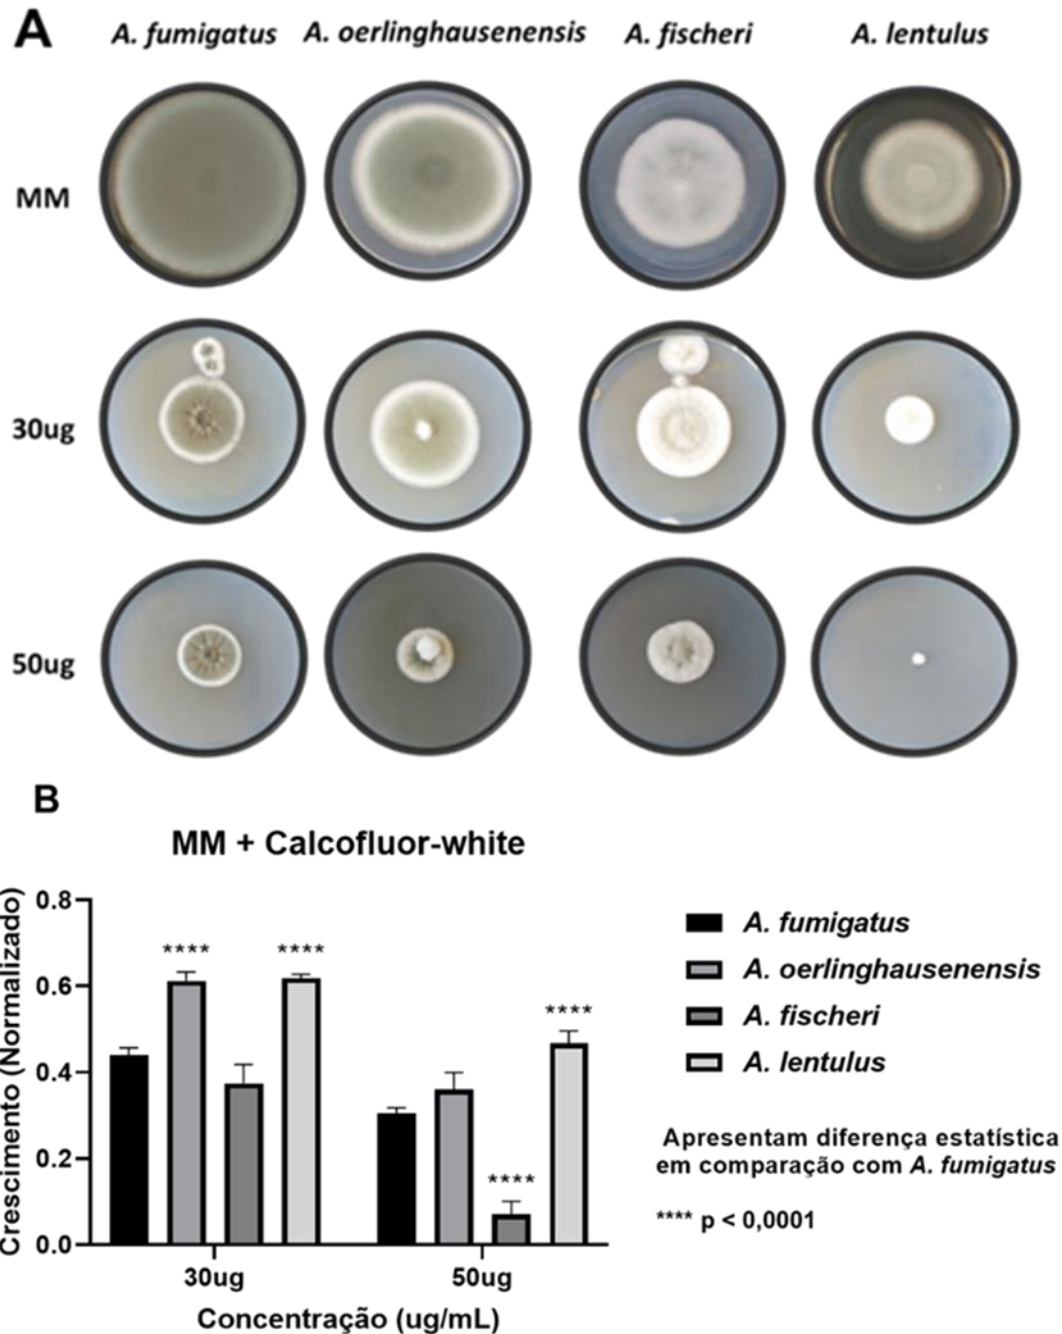 A
A. fumigatus A. oerlinghausenensis A. fischeri A. lentulus
MM
30ug
50ug
B
MM + Calcofluor-white
Crescimento (Normalizado)
0.8
0.6
0.4
0.2
0.0
**** ****
**** ****
30ug 50ug
Concentração (ug/mL)
A. fumigatus
A. oerlinghausenensis
A. fischeri
A. lentulus
Apresentam diferença estatística
em comparação com A. fumigatus
**** p < 0,0001